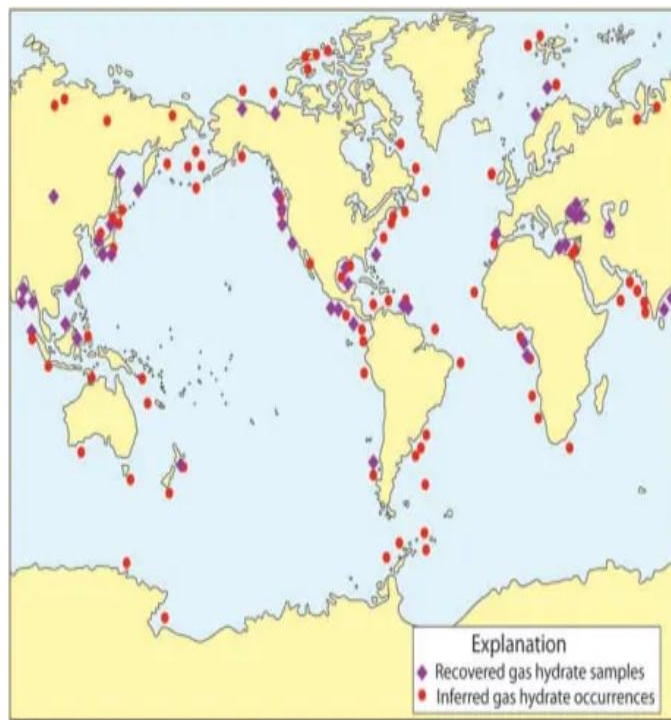 Explanation
Recovered gas hydrate samples
Inferred gas hydrate occurrences